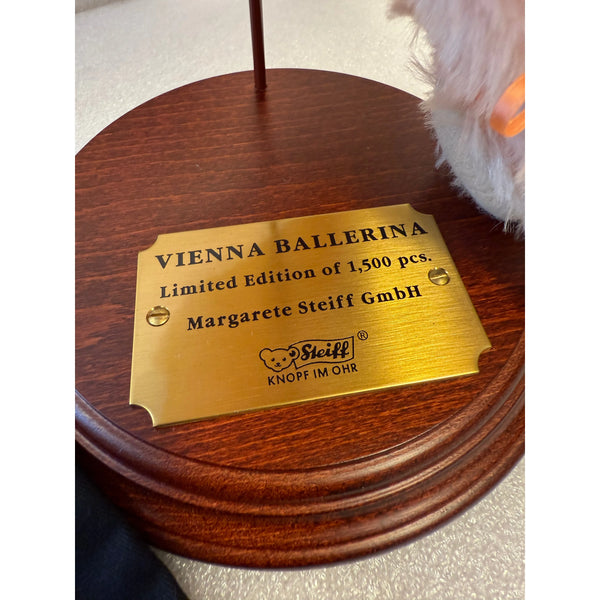 VIENNA BALLERINA
Limited Edition of 1,500 pcs.
Margarete Steiff GmbH
Steiff ®
KNOPF IM OHR